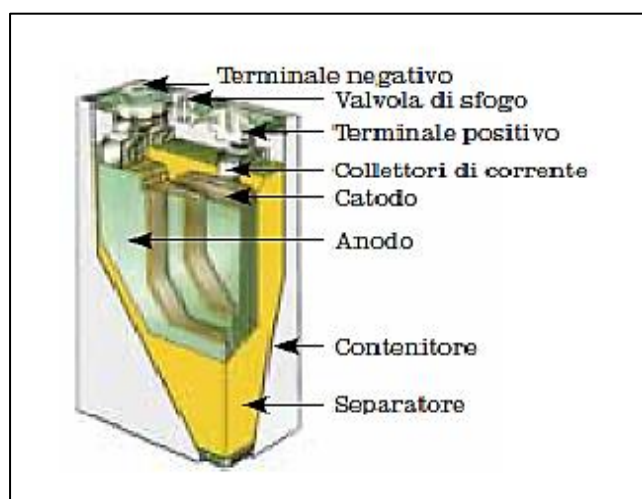 Terminale negativo
Valvola di sfogo
Terminale positivo
Collettori di corrente
Catodo
Anodo
Contenitore
Separatore